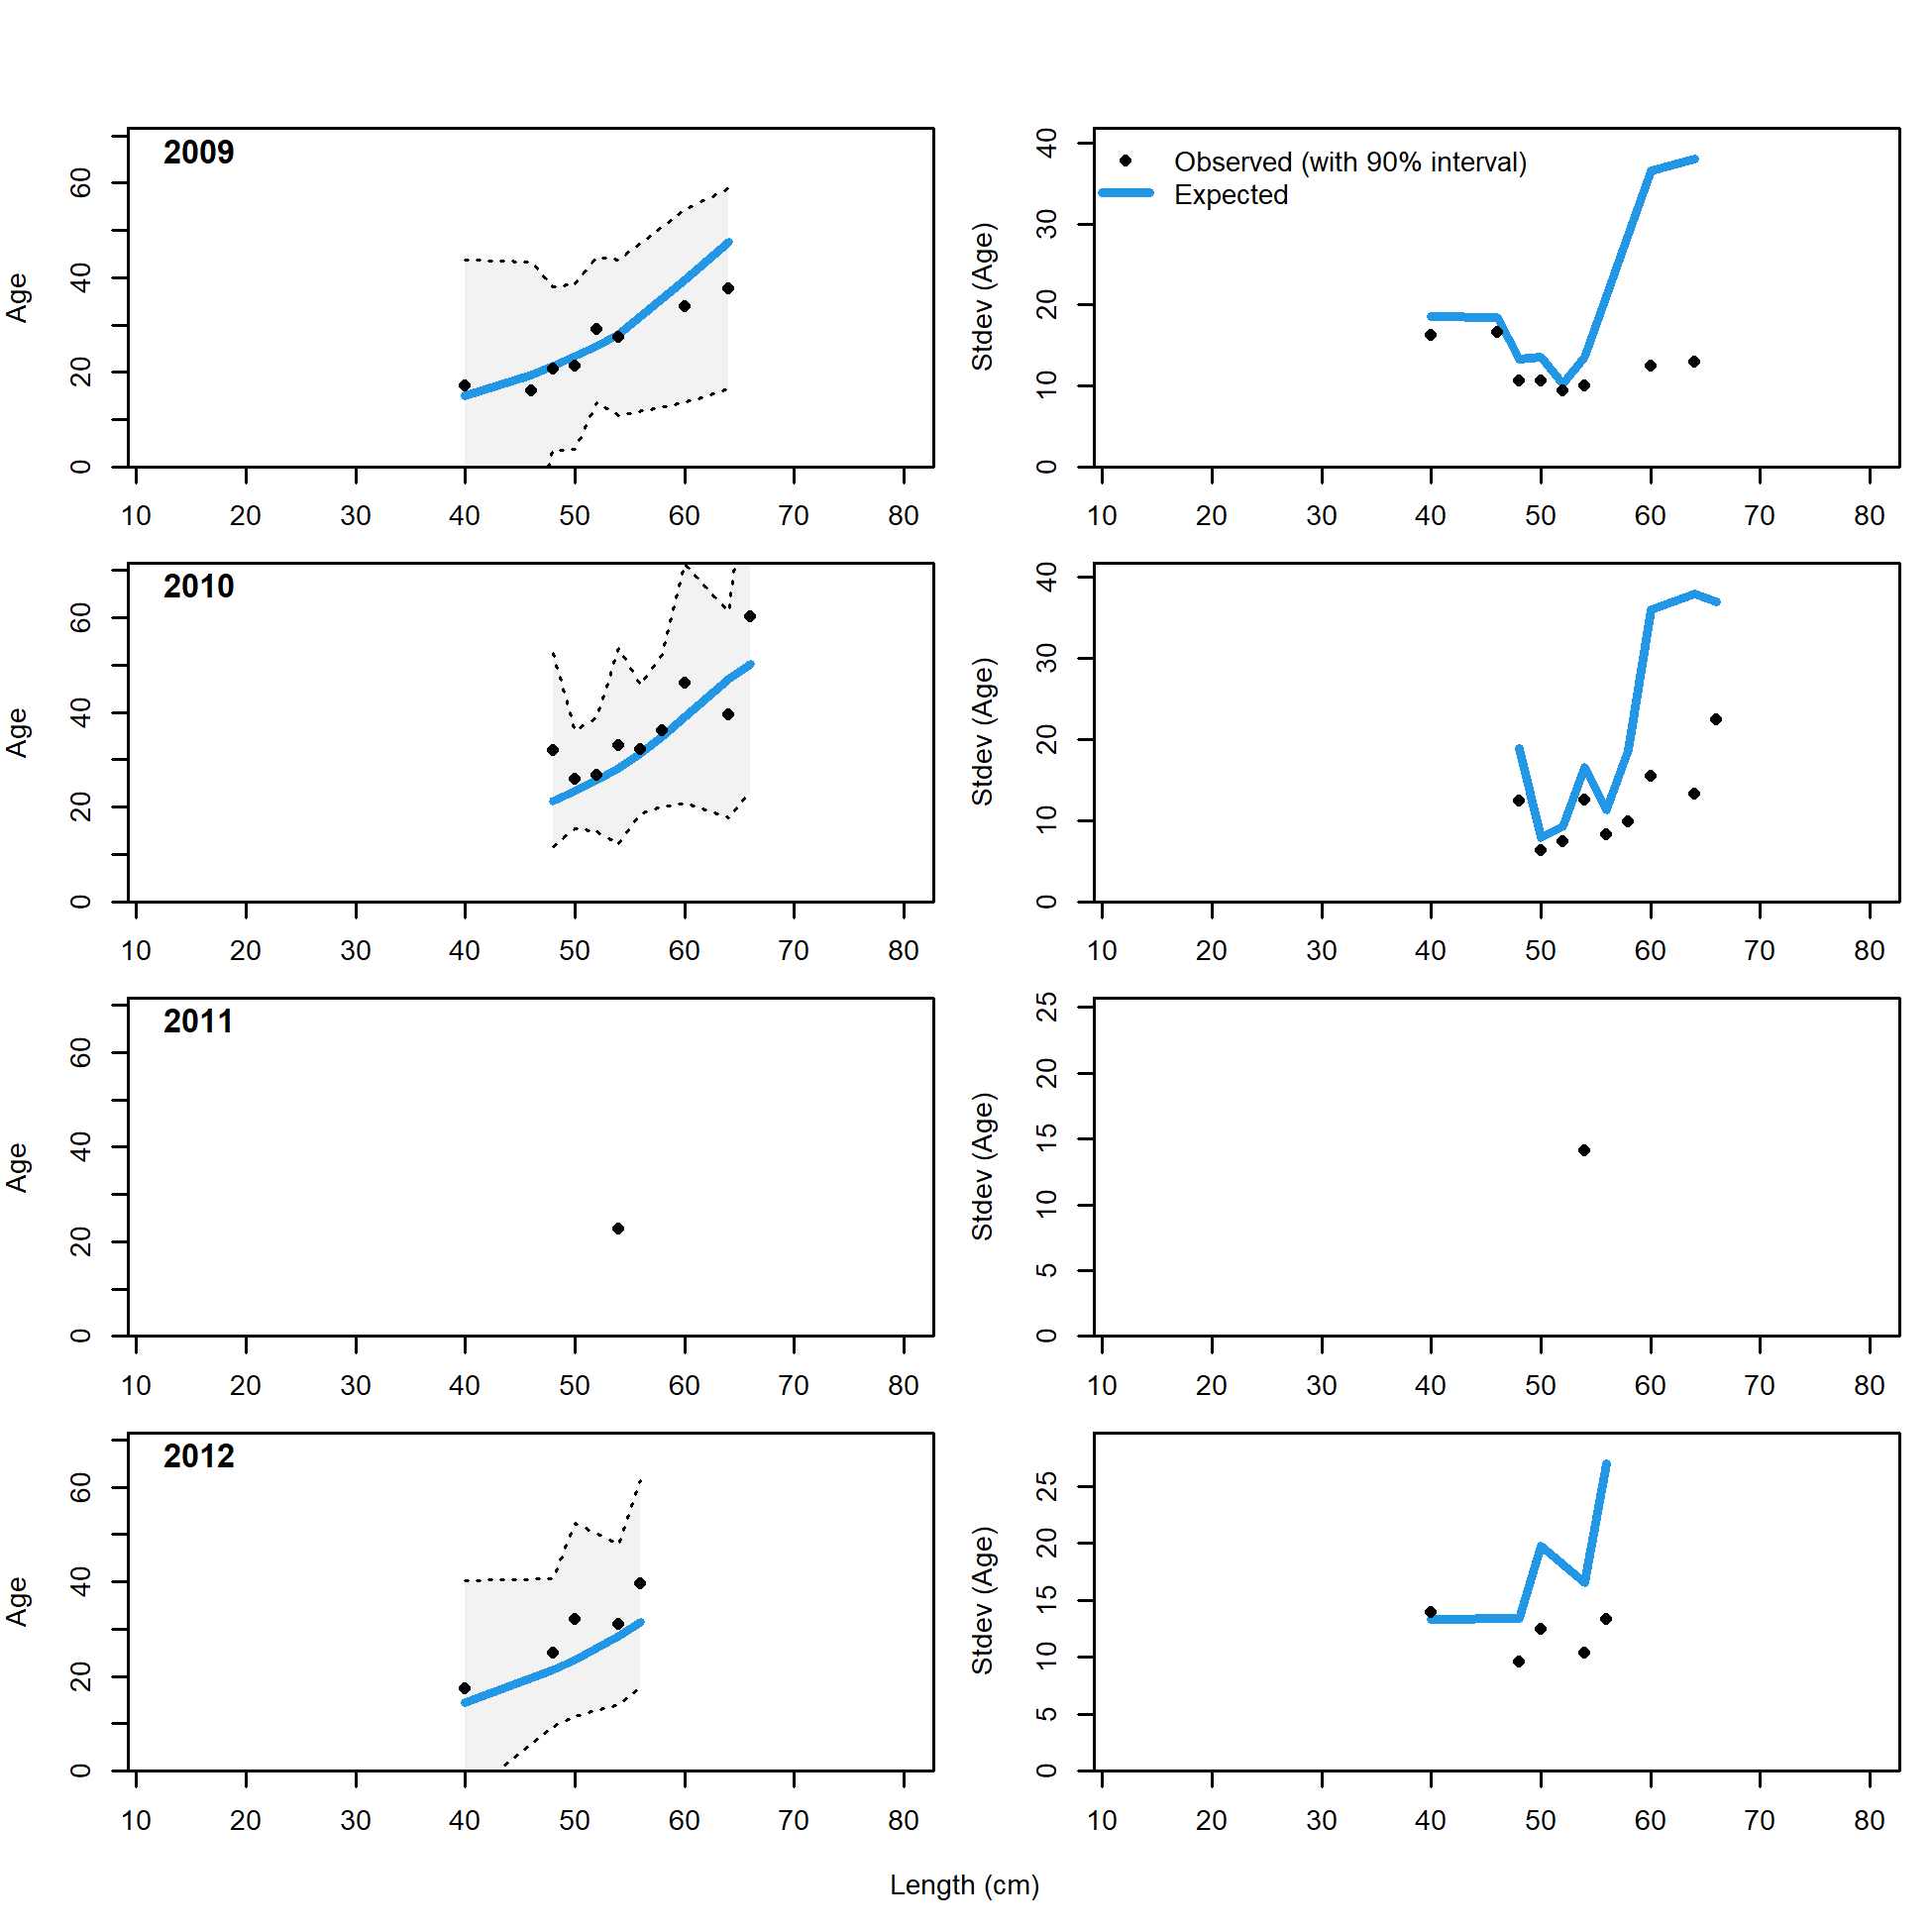 2009
Age
0 20 40 60
10 20 30 40 50 60 70 80
Observed (with 90% interval)
Expected
Stdev (Age)
0 10 20 30 40
10 20 30 40 50 60 70 80
2010
Age
0 20 40 60
10 20 30 40 50 60 70 80
Stdev (Age)
0 10 20 30 40
10 20 30 40 50 60 70 80
2011
Age
0 20 40 60
10 20 30 40 50 60 70 80
Stdev (Age)
0 5 10 15 20 25
10 20 30 40 50 60 70 80
2012
Age
0 20 40 60
10 20 30 40 50 60 70 80
Stdev (Age)
0 5 10 15 20 25
10 20 30 40 50 60 70 80
Length (cm)